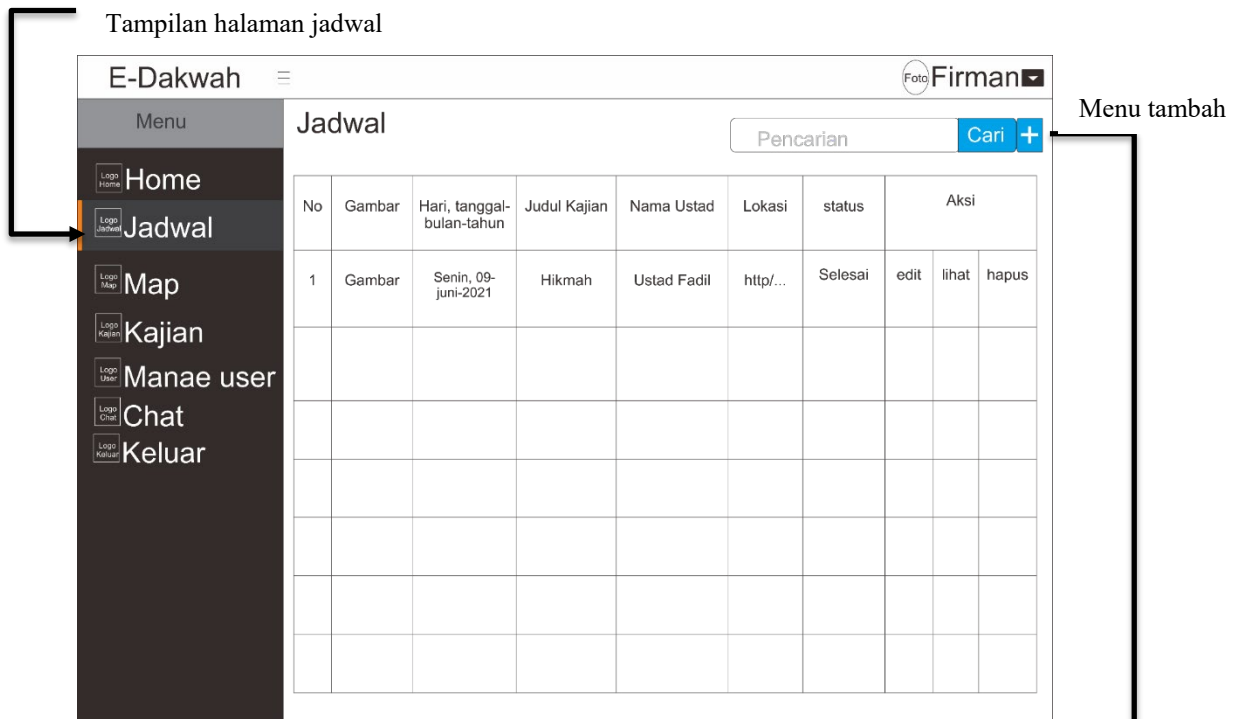 Tampilan halaman jadwal
E-Dakwah
Foto
Firman
Menu tambah
Menu
Jadwal
Pencarian
Cari
+
Logo
Home
Home
Logo
Jadwal
Jadwal
Logo
Map
Map
Logo
Kajian
Kajian
Logo
User
Manae user
Logo
Chat
Chat
Logo
Keluar
Keluar
No
Gambar
Hari, tanggal-
bulan-tahun
Judul Kajian
Nama Ustad
Lokasi
status
Aksi
1
Gambar
Senin, 09-
juni-2021
Hikmah
Ustad Fadil
http/...
Selesai
edit
lihat
hapus